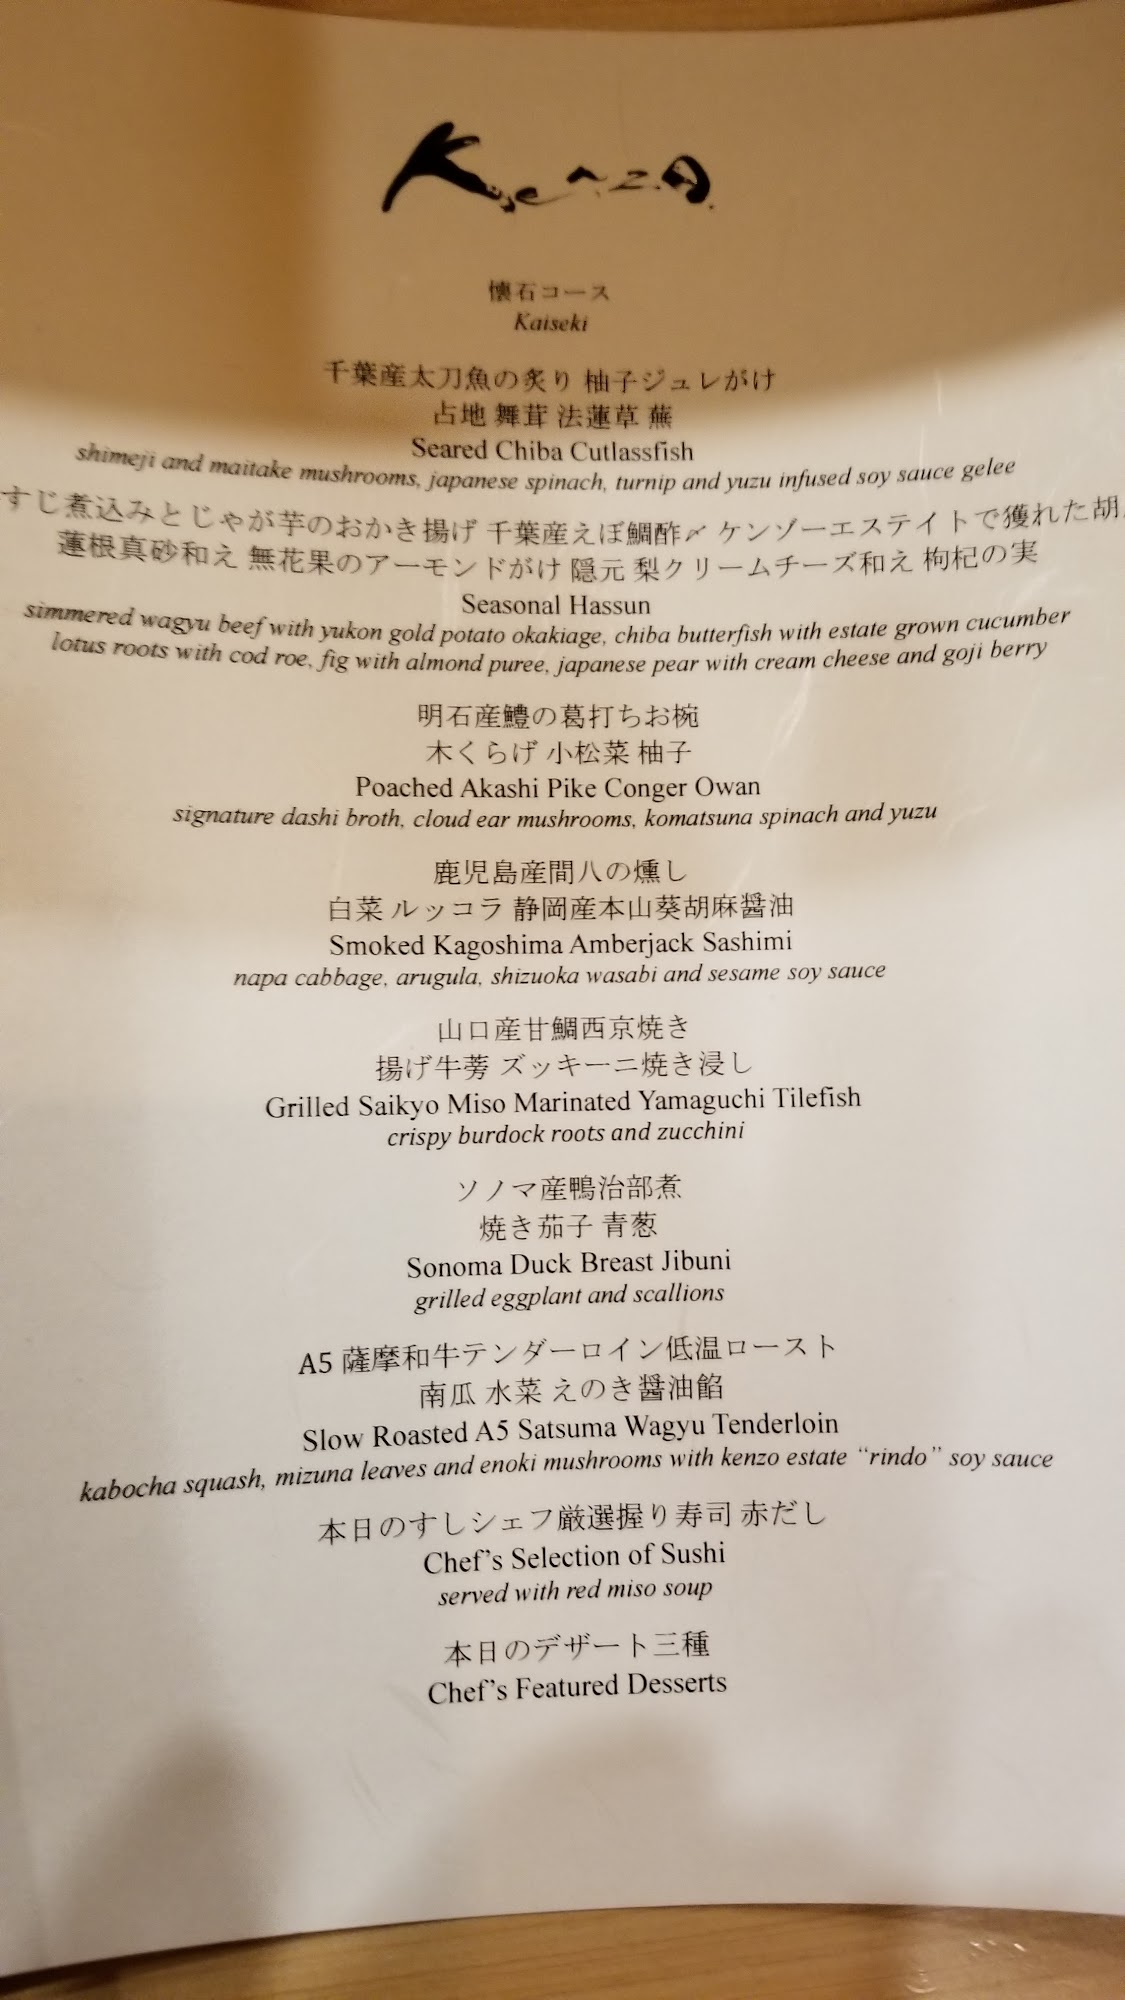 KeNzo
懐石コース
Kaiseki
千葉産太刀魚の炙り 柚子ジュレがけ
占地 舞茸 法蓮草 蕪
Seared Chiba Cutlassfish
shimeji and maitake mushrooms, japanese spinach, turnip and yuzu infused soy sauce gelee
すじ煮込みとじゃが芋のおかき揚げ 千葉産えぼ鯛酢〆 ケンゾーエステイトで獲れた胡
蓮根真砂和え 無花果のアーモンドがけ 隠元 梨クリームチーズ和え 枸杞の実
Seasonal Hassun
simmered wagyu beef with yukon gold potato okakiage, chiba butterfish with estate grown cucumber
lotus roots with cod roe, fig with almond puree, japanese pear with cream cheese and goji berry
明石産鱧の葛打ちお椀
木くらげ 小松菜 柚子
Poached Akashi Pike Conger Owan
signature dashi broth, cloud ear mushrooms, komatsuna spinach and yuzu
鹿児島産間八の燻し
白菜 ルッコラ 静岡産本山葵胡麻醤油
Smoked Kagoshima Amberjack Sashimi
napa cabbage, arugula, shizuoka wasabi and sesame soy sauce
山口産甘鯛西京焼き
揚げ牛蒡 ズッキーニ焼き浸し
Grilled Saikyo Miso Marinated Yamaguchi Tilefish
crispy burdock roots and zucchini
ソノマ産鴨治部煮
焼き茄子 青葱
Sonoma Duck Breast Jibuni
grilled eggplant and scallions
A5 薩摩和牛テンダーロイン低温ロースト
南瓜 水菜 えのき醤油餡
Slow Roasted A5 Satsuma Wagyu Tenderloin
kabocha squash, mizuna leaves and enoki mushrooms with kenzo estate “rindo” soy sauce
本日のすしシェフ厳選握り寿司 赤だし
Chef’s Selection of Sushi
served with red miso soup
本日のデザート三種
Chef’s Featured Desserts